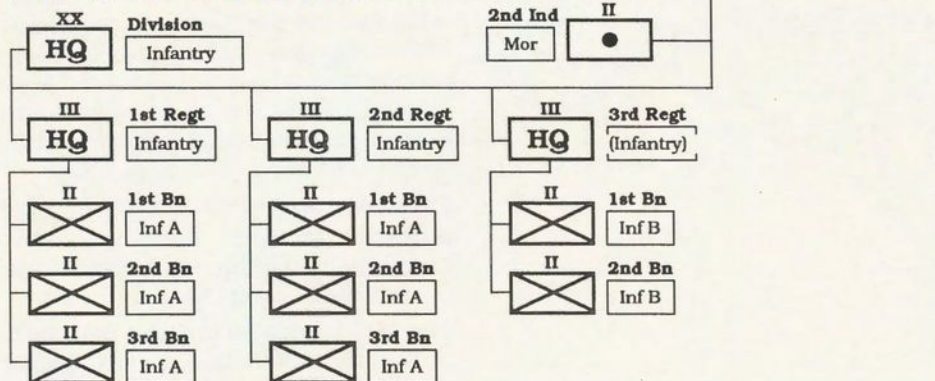 XX
HQ
Division
Infantry
2nd Ind
Mor
II
III
HQ
1st Regt
Infantry
III
HQ
2nd Regt
Infantry
III
HQ
3rd Regt
(Infantry)
II
1st Bn
Inf A
II
1st Bn
Inf A
II
1st Bn
Inf B
II
2nd Bn
Inf A
II
2nd Bn
Inf A
II
2nd Bn
Inf B
II
3rd Bn
Inf A
II
3rd Bn
Inf A